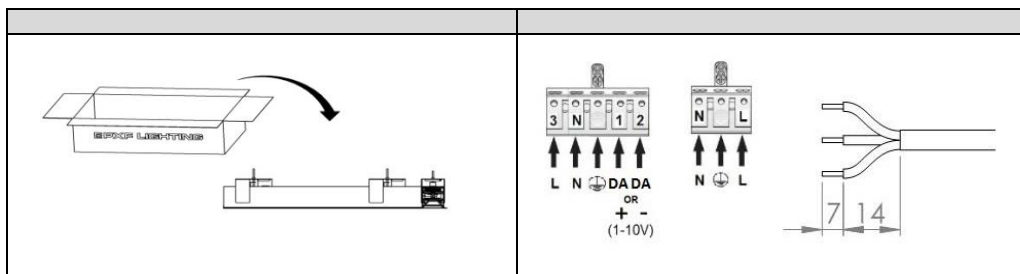 EPXF LIGHTING
3 N 1 2
L N DA DA
OR
+ -
(1-10V)
N L
N L
7 14